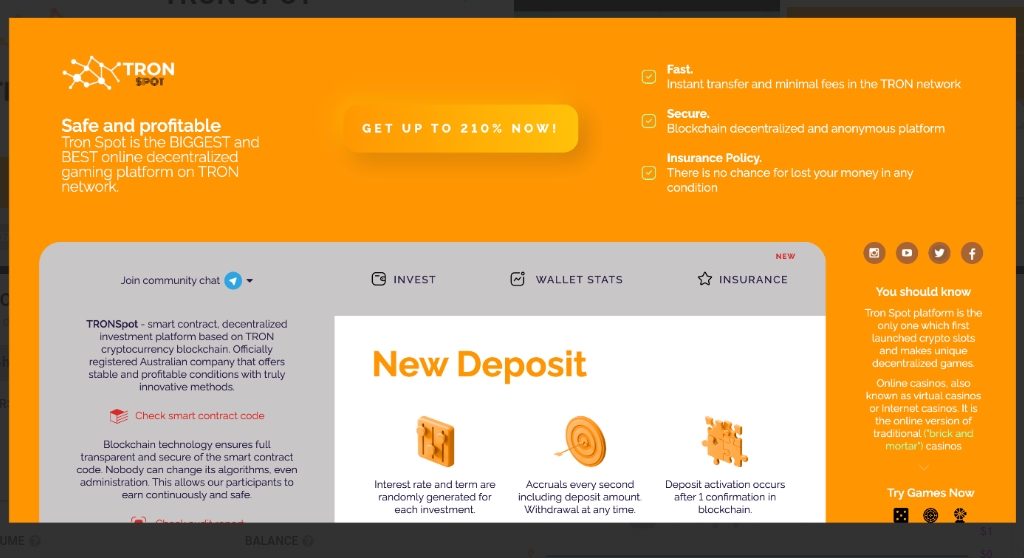 TRON
SPOT
Safe and profitable
Tron Spot is the BIGGEST and
BEST online decentralized
gaming platform on TRON
network.
GET UP TO 210% NOW!
Fast.
Instant transfer and minimal fees in the TRON network
Secure.
Blockchain decentralized and anonymous platform
Insurance Policy.
There is no chance for lost your money in any
condition
Join community chat
INVEST
WALLET STATS
NEW
INSURANCE
TRONSpot - smart contract, decentralized
investment platform based on TRON
cryptocurrency blockchain. Officially
registered Australian company that offers
stable and profitable conditions with truly
innovative methods.
Check smart contract code
Blockchain technology ensures full
transparent and secure of the smart contract
code. Nobody can change its algorithms, even
administration. This allows our participants to
earn continuously and safe.
Check audit report
New Deposit
Interest rate and term are
randomly generated for
each investment.
Accruals every second
including deposit amount.
Withdrawal at any time.
Deposit activation occurs
after 1 confirmation in
blockchain.
You should know
Tron Spot platform is the
only one which first
launched crypto slots
and makes unique
decentralized games.
Online casinos, also
known as virtual casinos
or Internet casinos. It is
the online version of
traditional ("brick and
mortar") casinos
Try Games Now
UME
BALANCE
$1